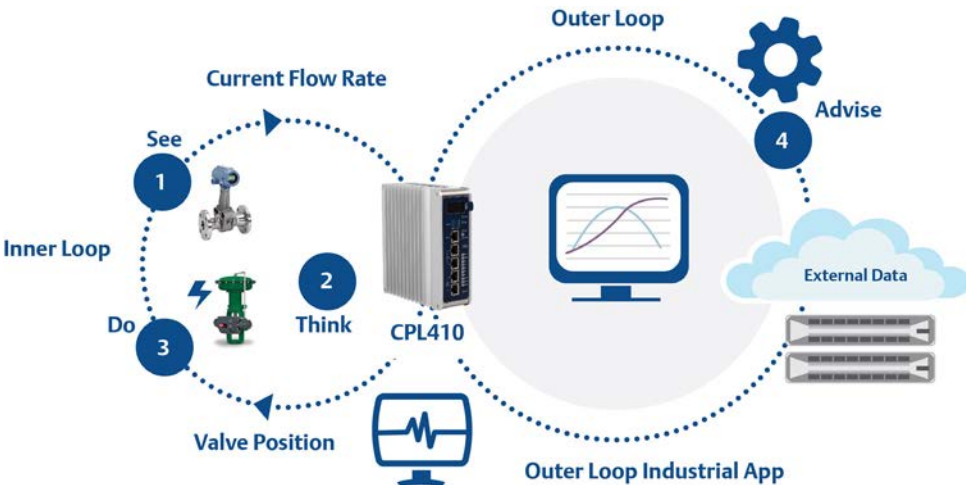 Outer Loop
Current Flow Rate
See
1
4
Advise
Inner Loop
External Data
2
Think
Do
3
CPL410
Valve Position
Outer Loop Industrial App